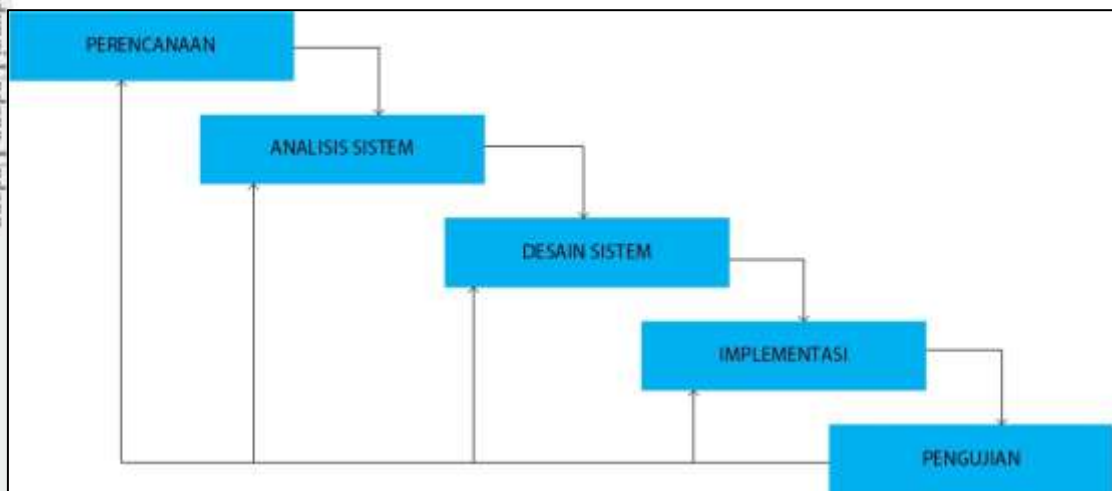 PERENCANAAN
ANALISIS SISTEM
DESAIN SISTEM
IMPLEMENTASI
PENGUJIAN